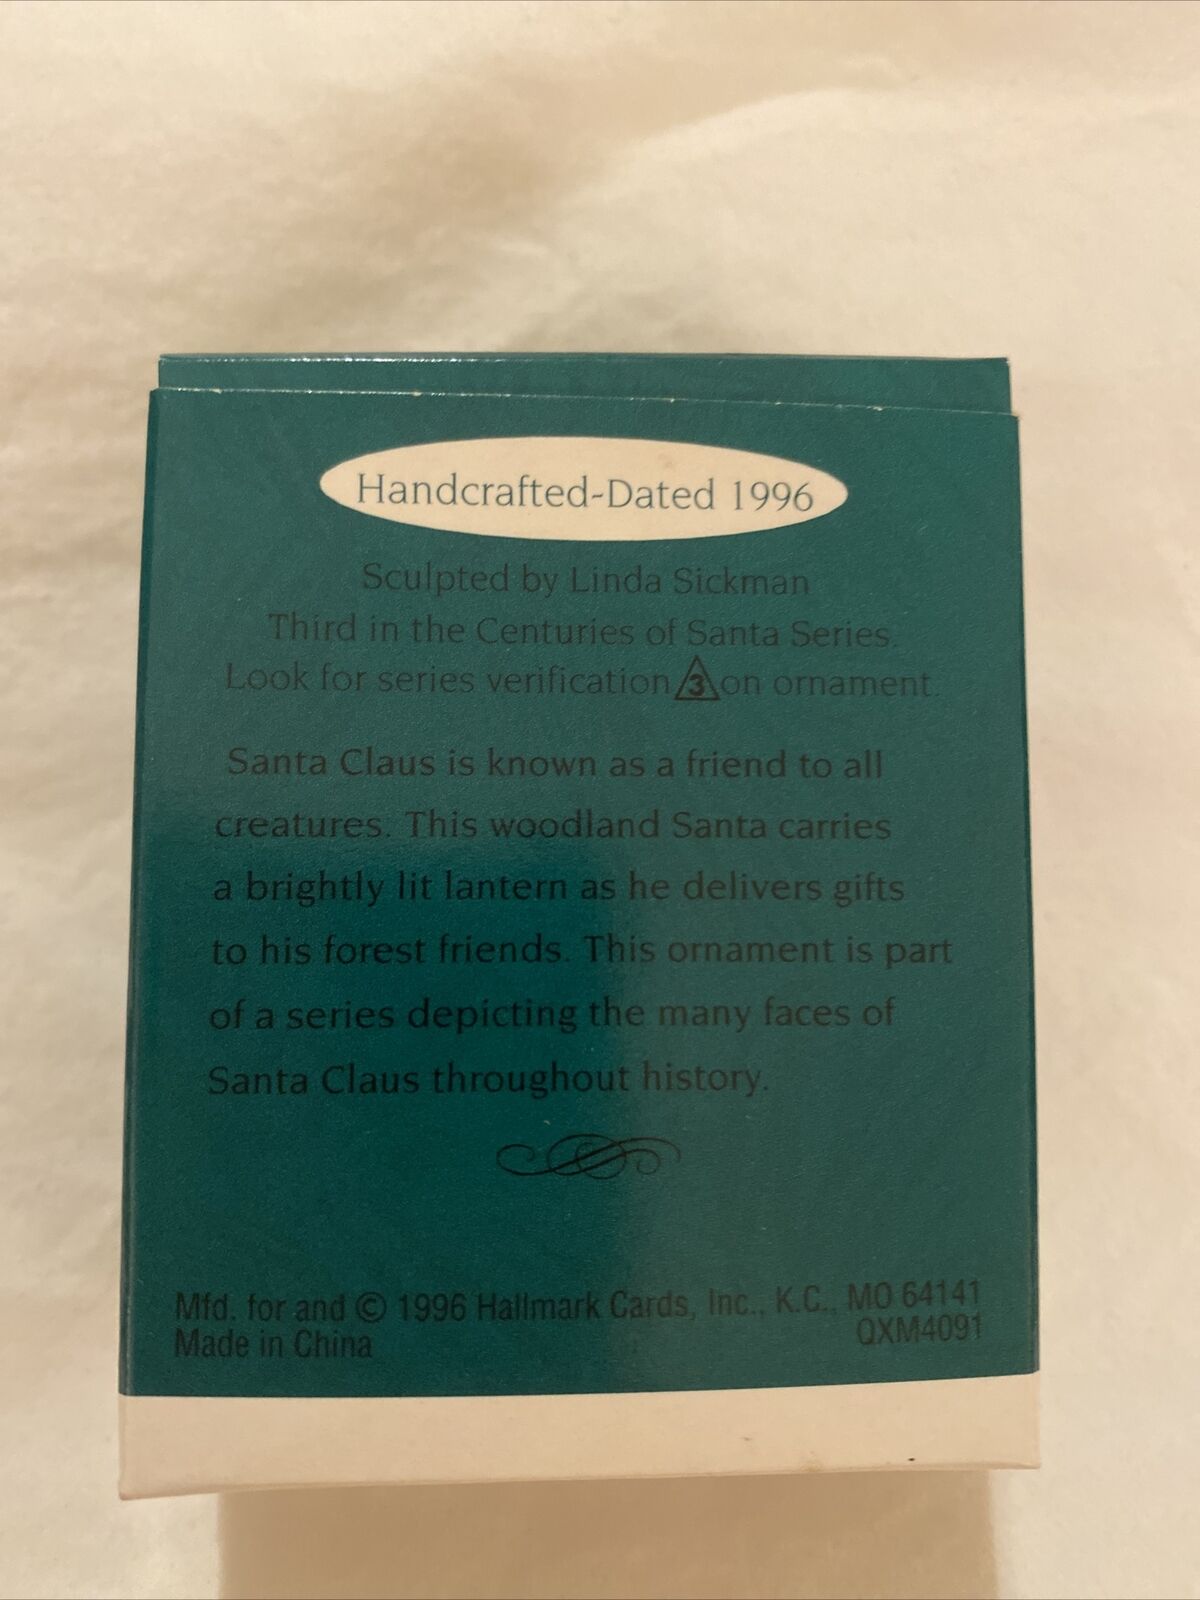 Handcrafted-Dated 1996
Sculpted by Linda Sickman
Third in the Centuries of Santa Series.
Look for series verification 3 on ornament.
Santa Claus is known as a friend to all
creatures. This woodland Santa carries
a brightly lit lantern as he delivers gifts
to his forest friends. This ornament is part
of a series depicting the many faces of
Santa Claus throughout history.
Mfd. for and © 1996 Hallmark Cards, Inc., K.C., MO 64141
Made in China
QXM4091